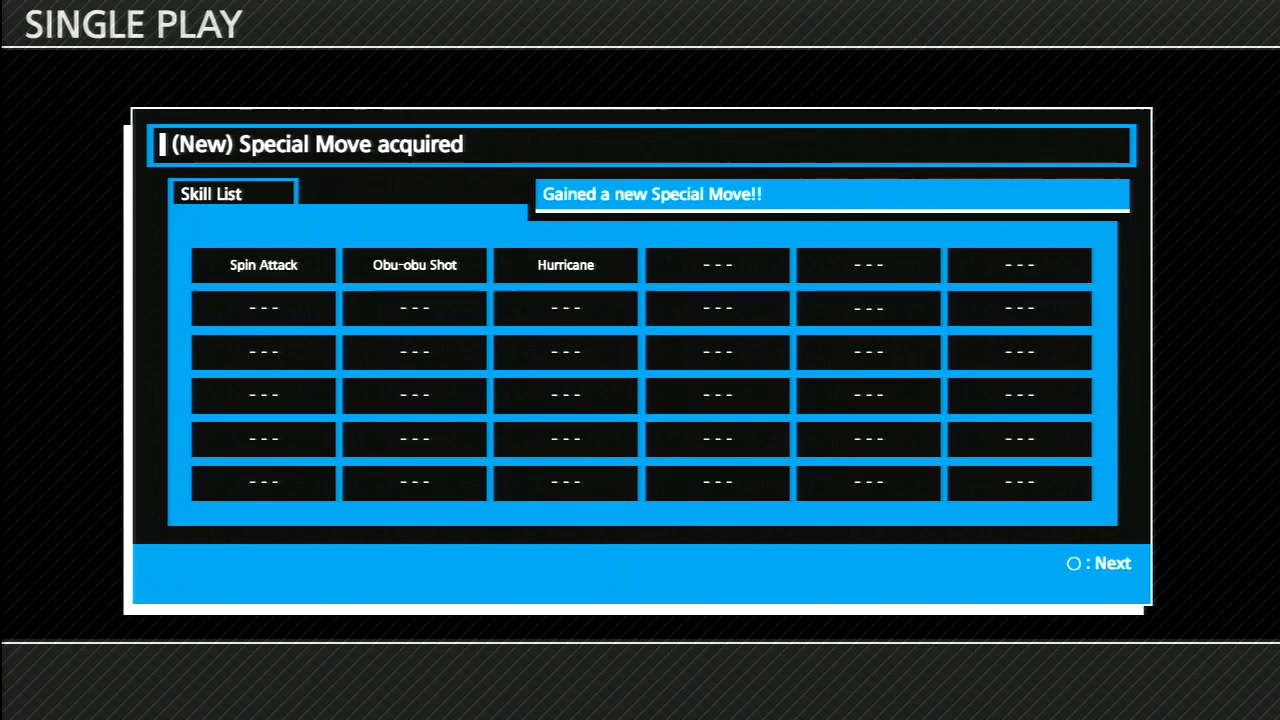 SINGLE PLAY
(New) Special Move acquired
Skill List
Gained a new Special Move!!
Spin Attack Obu-obu Shot Hurricane - - - - - - - - -
- - - - - - - - - - - - - - - - - -
- - - - - - - - - - - - - - - - - -
- - - - - - - - - - - - - - - - - -
- - - - - - - - - - - - - - - - - -
- - - - - - - - - - - - - - - - - -
○ : Next